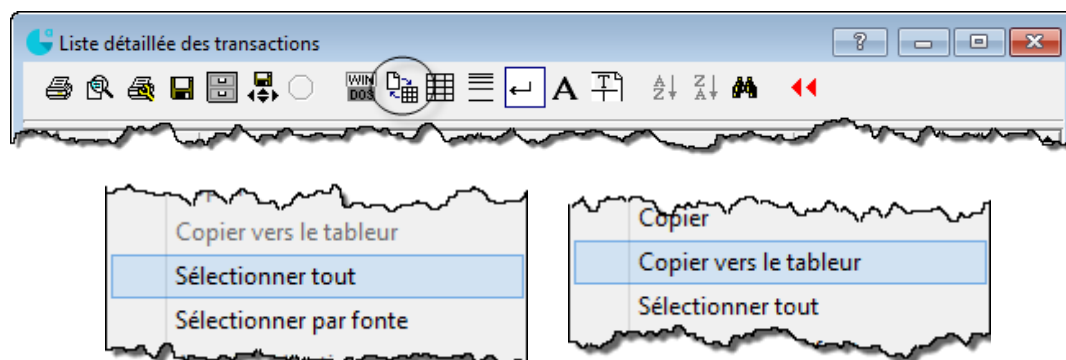 Liste détaillée des transactions
WIN
DOS
A
T
A
Z
Z
A
Copier vers le tableur
Sélectionner tout
Sélectionner par fonte
Copier
Copier vers le tableur
Sélectionner tout